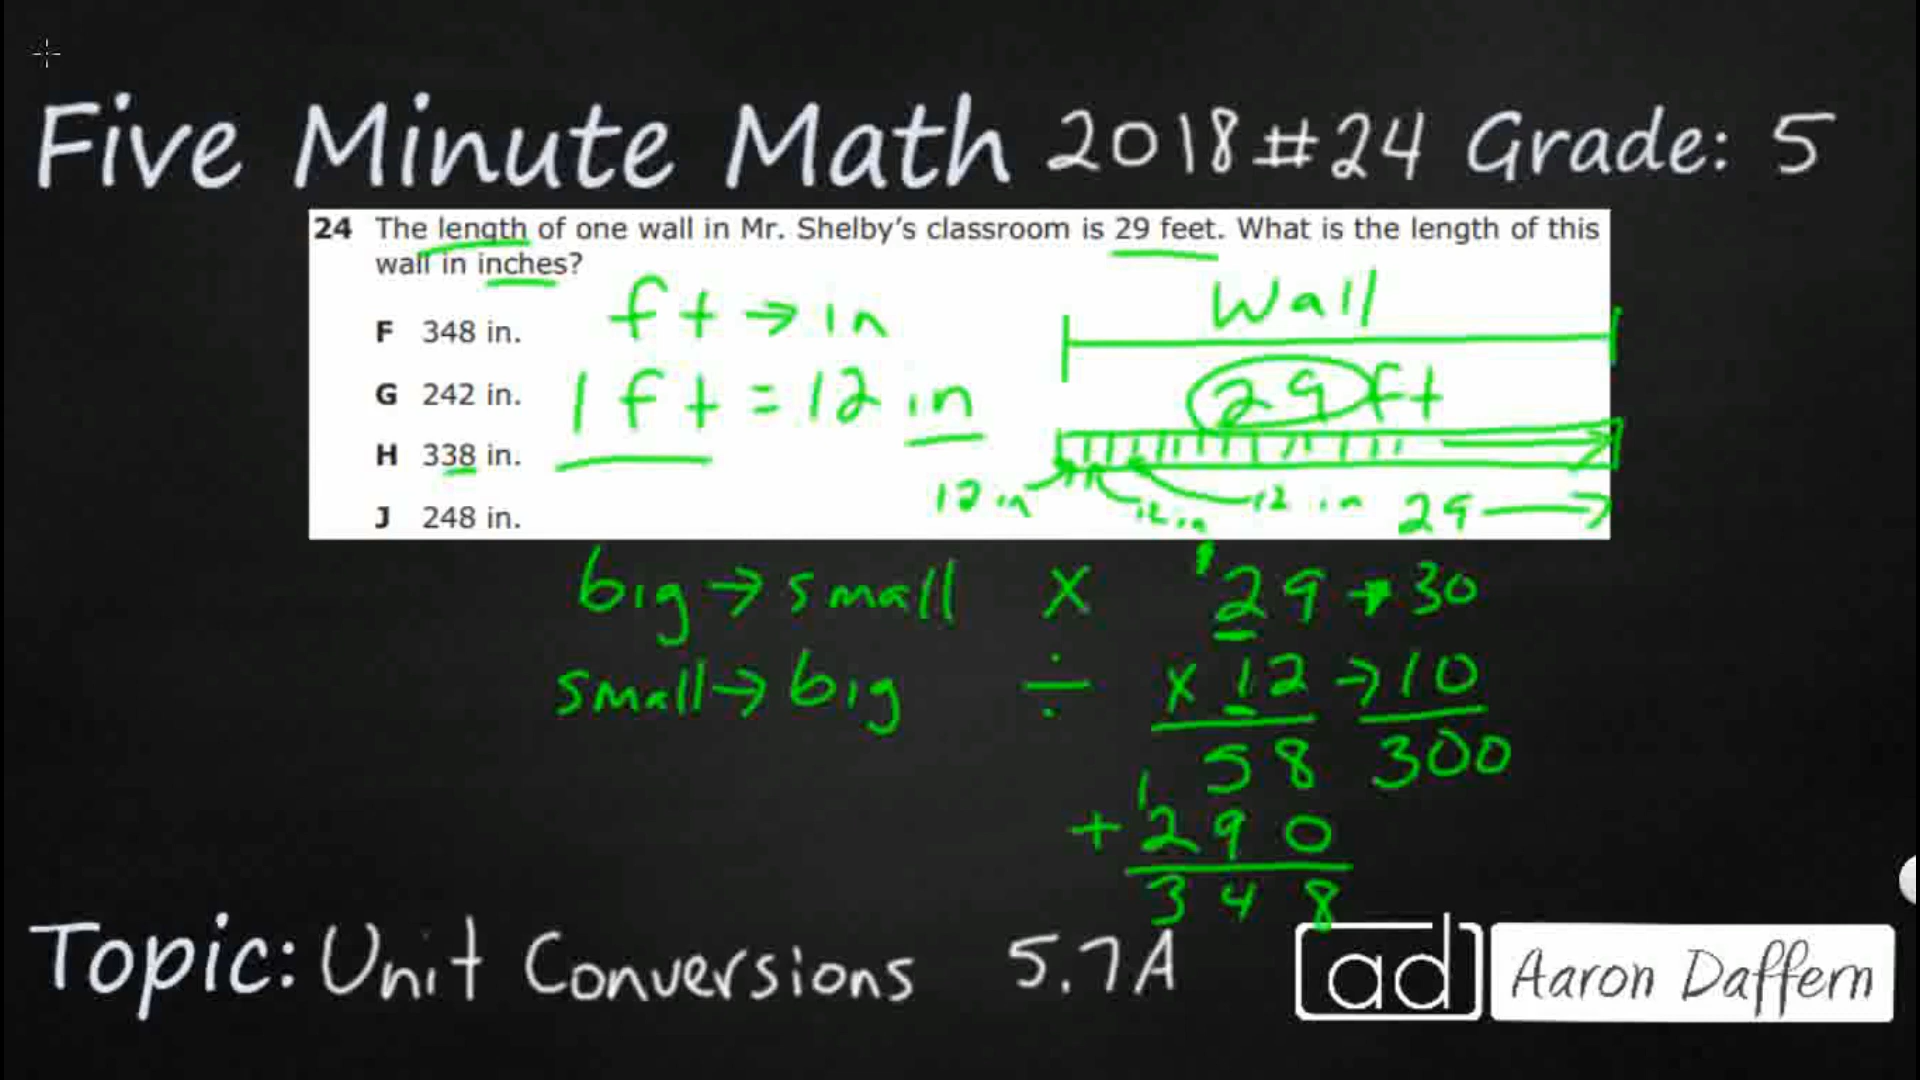 Five Minute Math 2018 #24 Grade: 5
24 The length of one wall in Mr. Shelby's classroom is 29 feet. What is the length of this
wall in inches?
F 348 in.
G 242 in.
H 338 in.
J 248 in.
ft → in
1 ft = 12 in
Wall
29 ft
12 in 12 in 12 in 29 →
big → small x
small → big ÷
1
29 → 30
x 12 → 10
58 300
1
+ 290
348
Topic: Unit Conversions 5.7A
ad Aaron Daffern